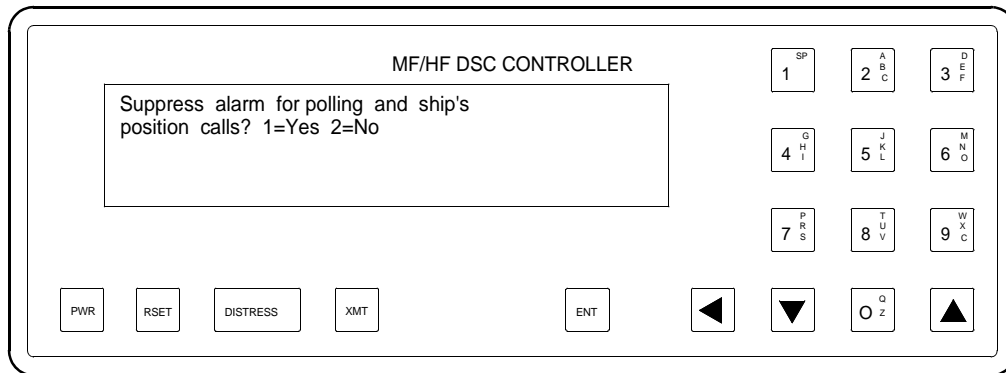 MF/HF DSC CONTROLLER
Suppress alarm for polling and ship's
position calls? 1=Yes 2=No
1 SP
2 A B C
3 D E F
4 G H I
5 J K L
6 M N O
7 P R S
8 T U V
9 W X C
PWR RSET DISTRESS XMT ENT O Q Z